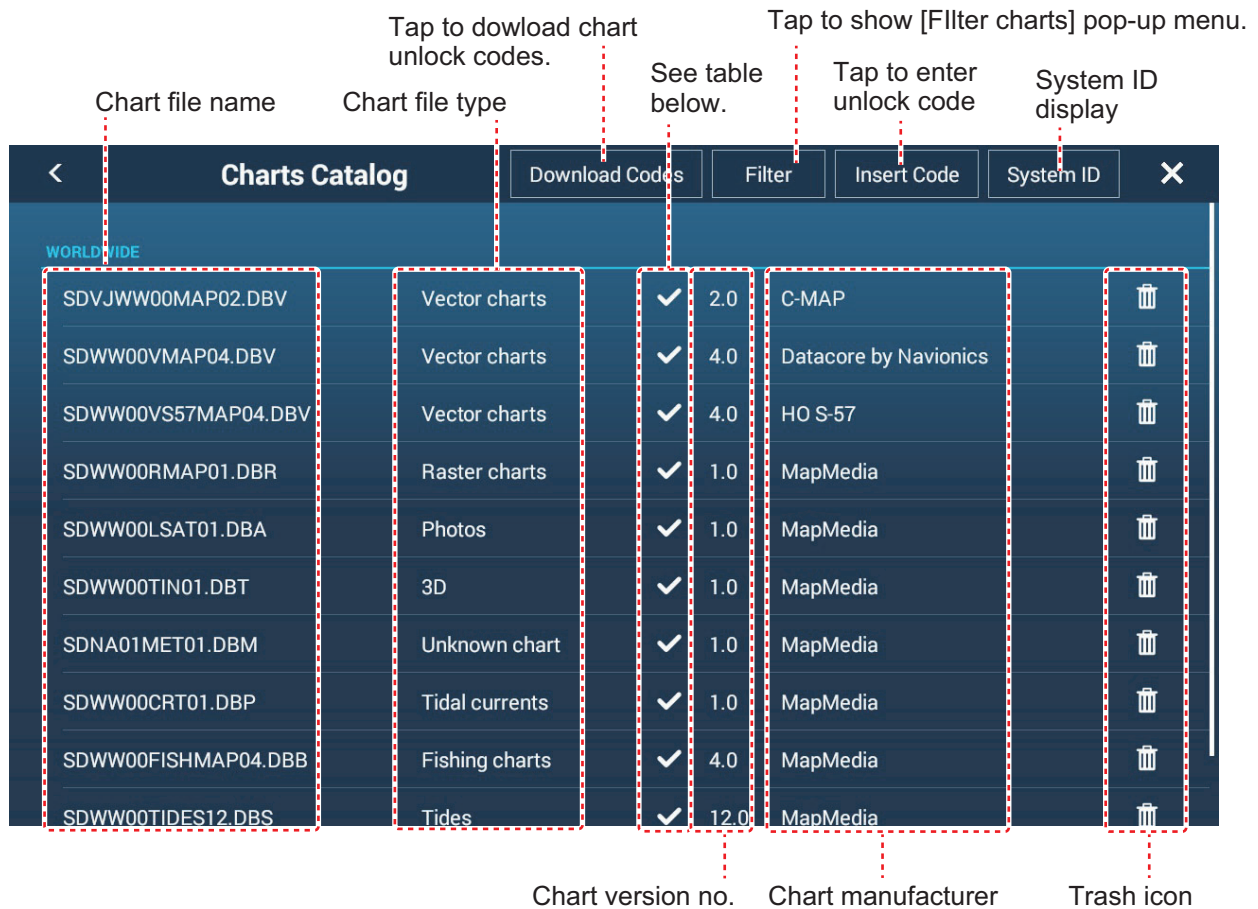 Tap to dowload chart
unlock codes.
Tap to show [FIlter charts] pop-up menu.
See table
below.
Tap to enter
unlock code
System ID
display
Chart file name
Chart file type
Charts Catalog
Download Codes
Filter
Insert Code
System ID
WORLDWIDE
SDVJWW00MAP02.DBV Vector charts 2.0 C-MAP
SDWW00VMAP04.DBV Vector charts 4.0 Datacore by Navionics
SDWW00VS57MAP04.DBV Vector charts 4.0 HO S-57
SDWW00RMAP01.DBR Raster charts 1.0 MapMedia
SDWW00LSAT01.DBA Photos 1.0 MapMedia
SDWW00TIN01.DBT 3D 1.0 MapMedia
SDNA01MET01.DBM Unknown chart 1.0 MapMedia
SDWW00CRT01.DBP Tidal currents 1.0 MapMedia
SDWW00FISHMAP04.DBB Fishing charts 4.0 MapMedia
SDWW00TIDES12.DBS Tides 12.0 MapMedia
Chart version no.
Chart manufacturer
Trash icon